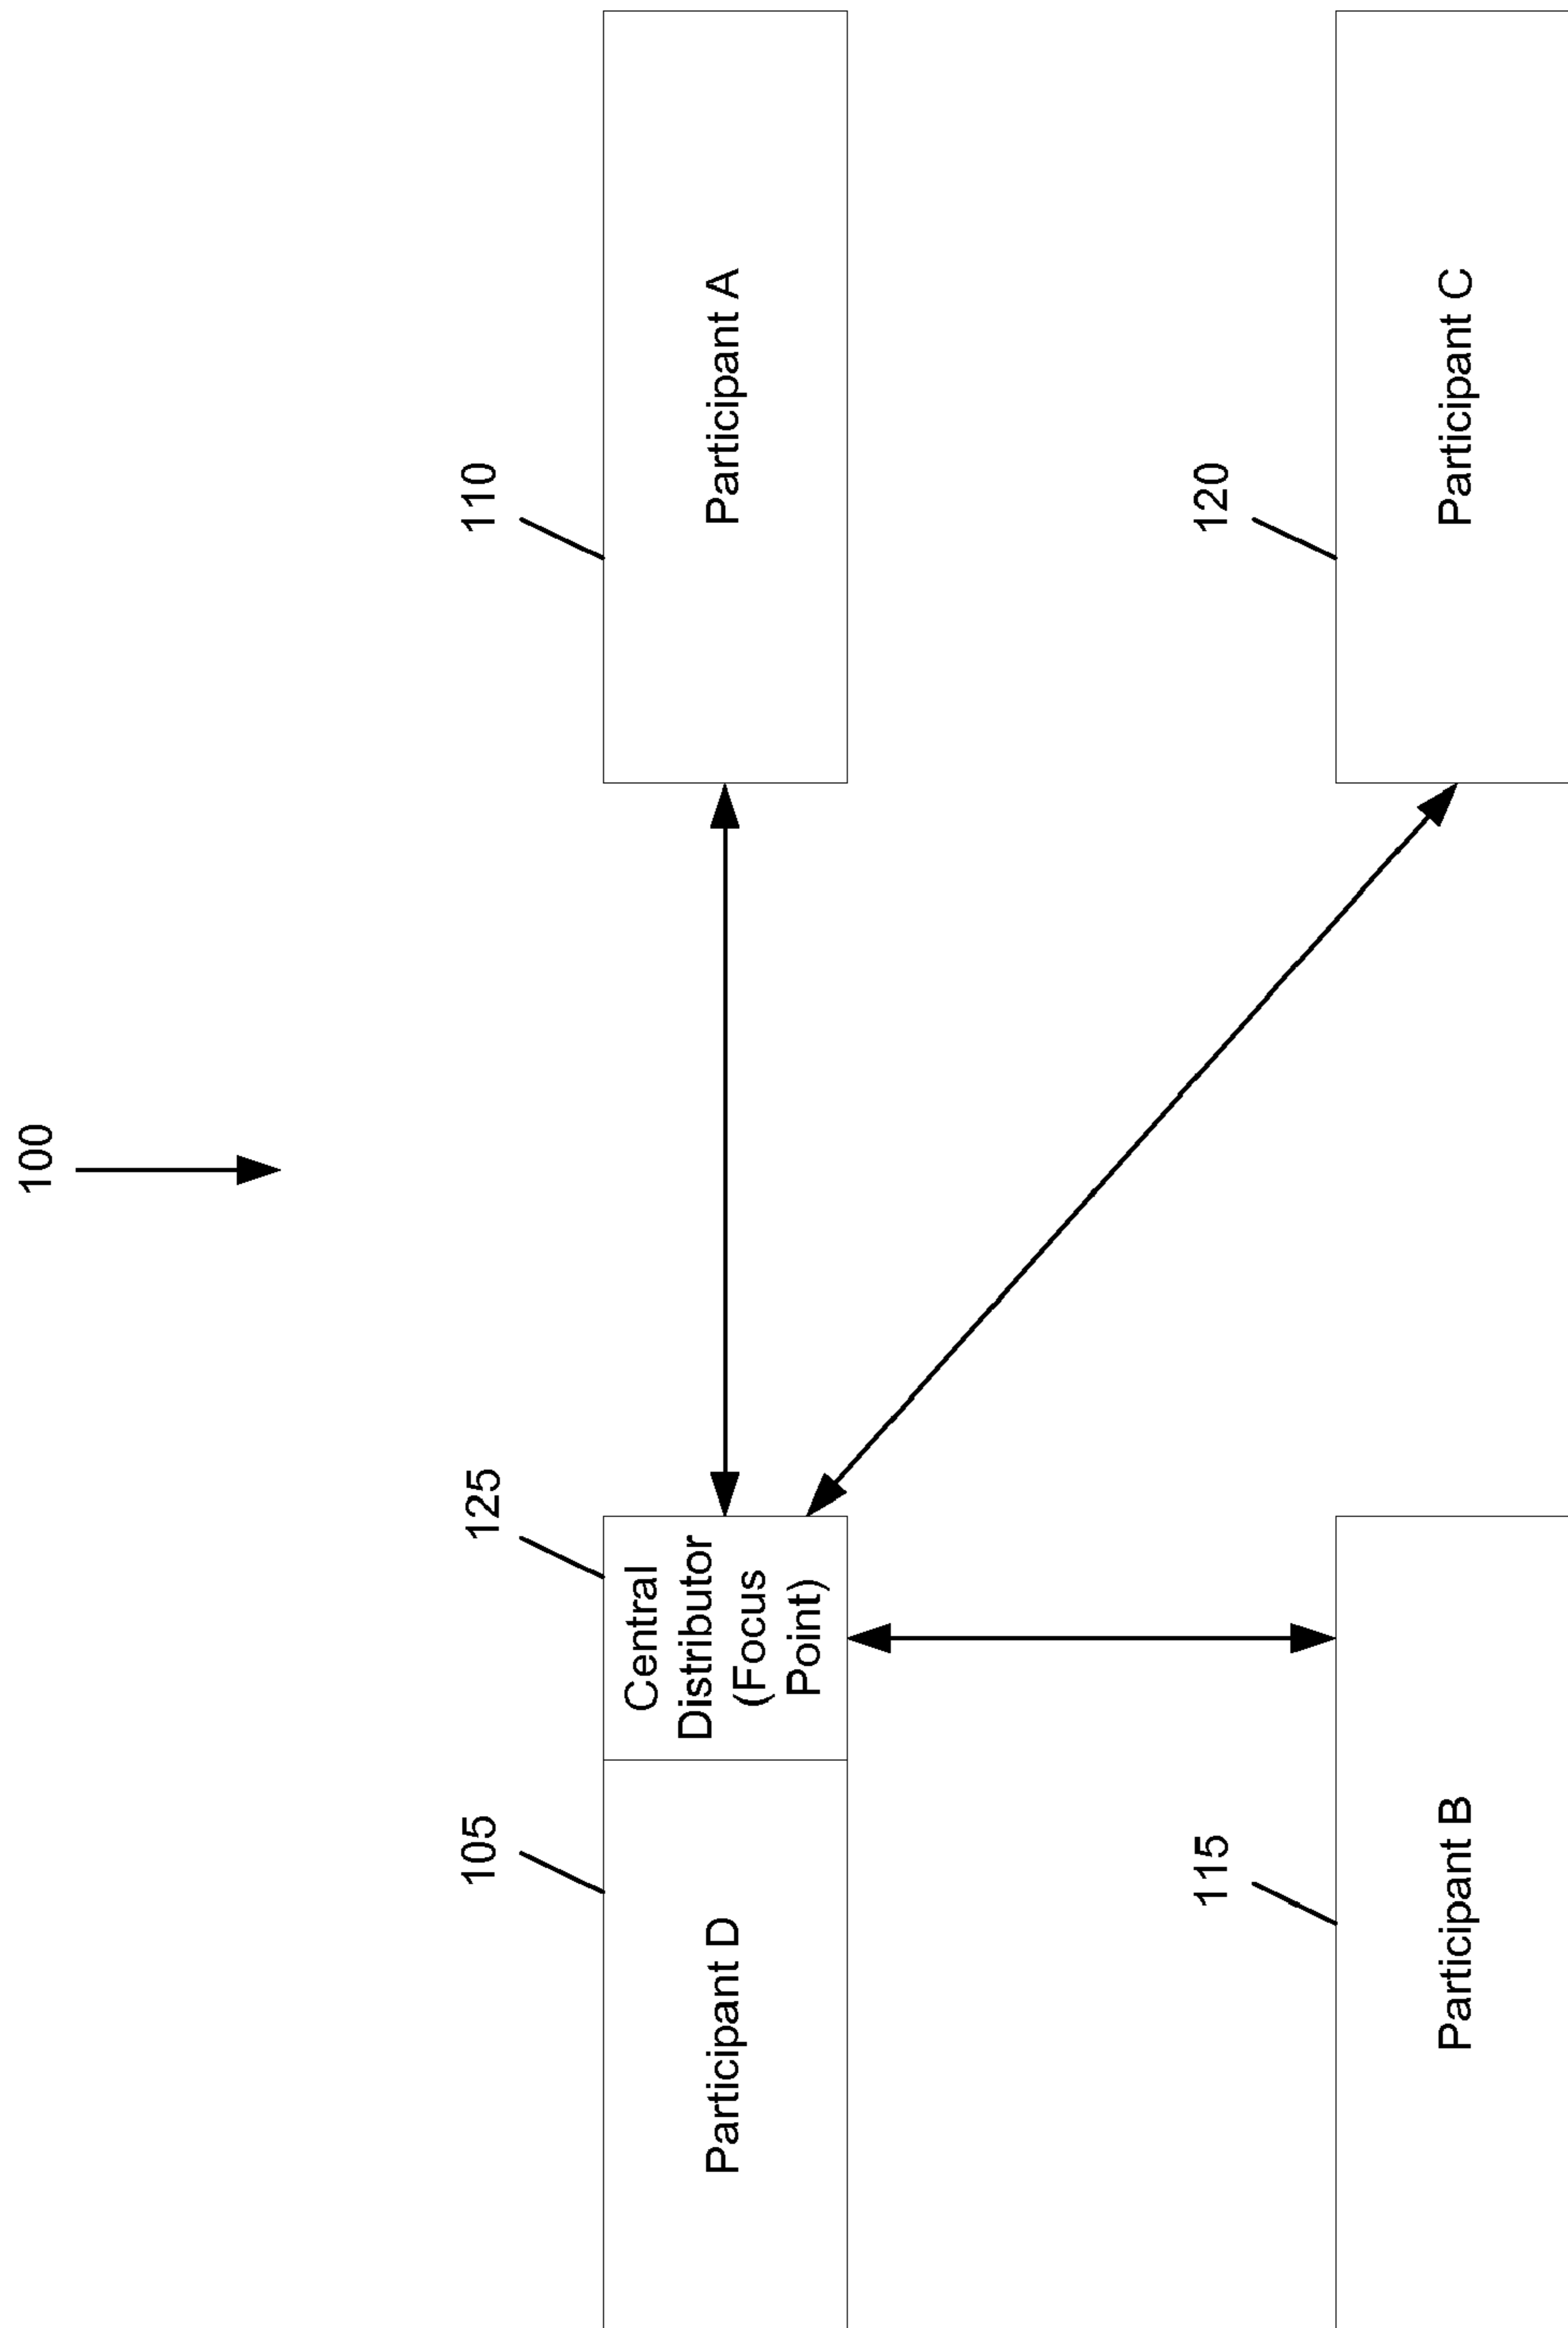 100
125
105
110
Participant D
Central
Distributor
(Focus
Point)
Participant A
115
120
Participant B
Participant C